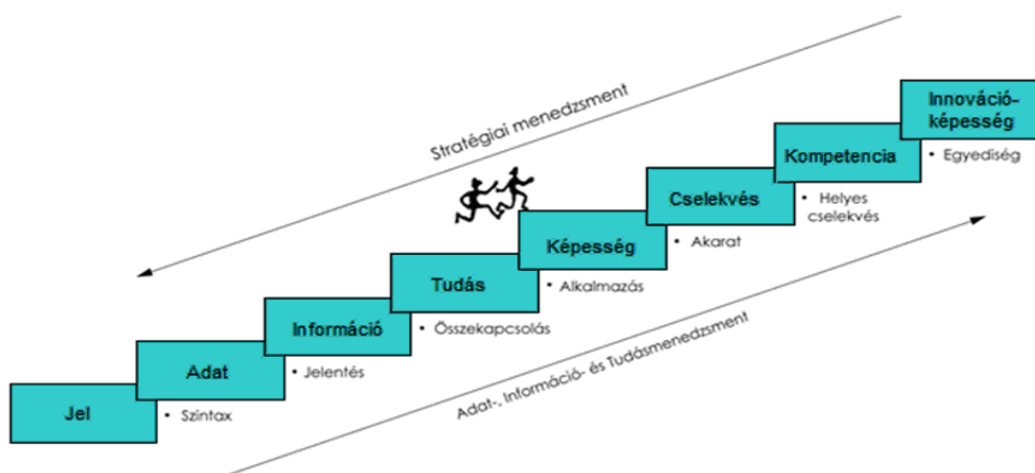 Stratégiai menedzsment
Innováció-
képesség
• Egyediség
Kompetencia
• Helyes
cselekvés
Cselekvés
• Akarat
Képesség
• Alkalmazás
Tudás
• Összekapcsolás
Információ
• Jelentés
Adat
• Szintax
Jel
Adat-, Információ- és Tudásmenedzsment